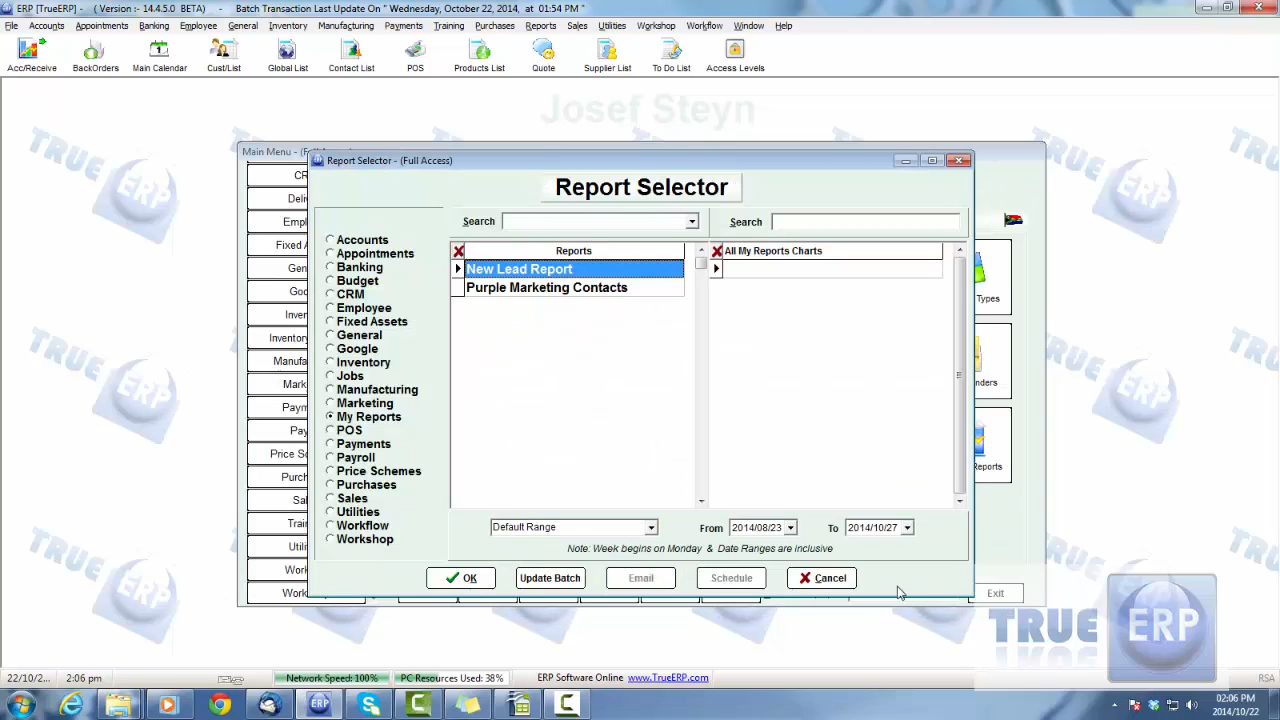 ERP [TrueERP] - ( Version :- 14.4.5.0 BETA) - Batch Transaction Last Update On " Wednesday, October 22, 2014, at 01:54 PM "
File Accounts Appointments Banking Employee General Inventory Manufacturing Payments Training Purchases Reports Sales Utilities Workshop Workflow Window Help
Acc/Receive BackOrders Main Calendar Cust/List Global List Contact List POS Products List Quote Supplier List To Do List Access Levels
Josef Steyn
Report Selector - (Full Access)
Report Selector
Search
Search
Accounts
Appointments
Banking
Budget
CRM
Employee
Fixed Assets
General
Google
Inventory
Jobs
Manufacturing
Marketing
My Reports
POS
Payments
Payroll
Price Schemes
Purchases
Sales
Utilities
Workflow
Workshop
Reports
New Lead Report
Purple Marketing Contacts
All My Reports Charts
Default Range From 2014/08/23 To 2014/10/27
Note: Week begins on Monday & Date Ranges are inclusive
OK Update Batch Email Schedule Cancel
Main Menu
Types
Reports
Exit
TRUE ERP
22/10/2... 2:06 pm Network Speed: 100% PC Resources Used: 38% ERP Software Online www.TrueERP.com RSA
ERP
02:06 PM
2014/10/22